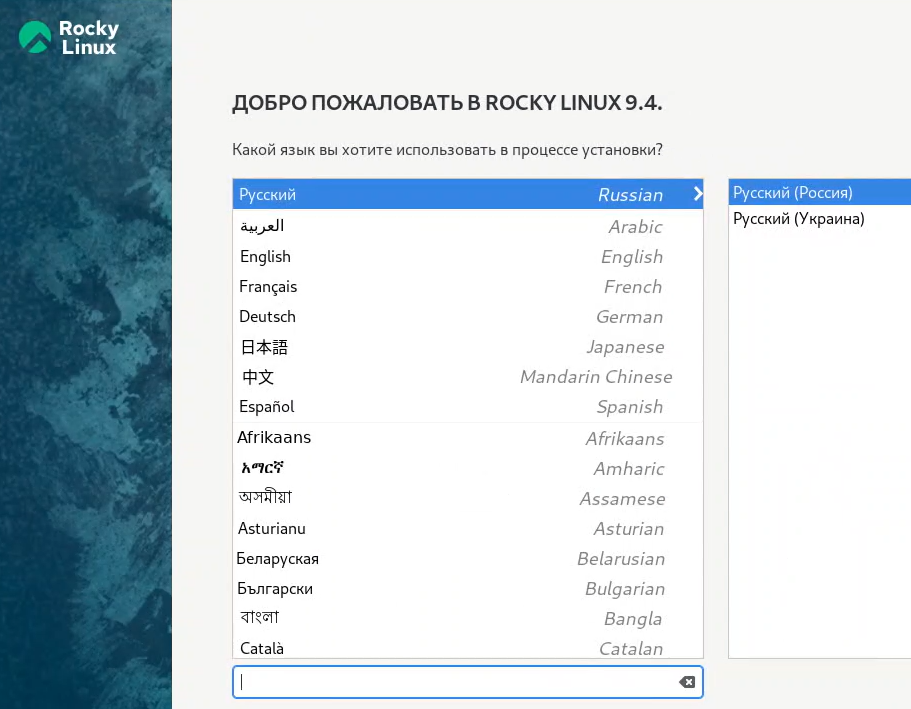 Rocky
Linux
ДОБРО ПОЖАЛОВАТЬ В ROCKY LINUX 9.4.
Какой язык вы хотите использовать в процессе установки?
Русский Russian
العربية Arabic
English English
Français French
Deutsch German
日本語 Japanese
中文 Mandarin Chinese
Español Spanish
Afrikaans Afrikaans
አማርኛ Amharic
অসমীয়া Assamese
Asturianu Asturian
Беларуская Belarusian
Български Bulgarian
বাংলা Bangla
Català Catalan
Русский (Россия)
Русский (Украина)